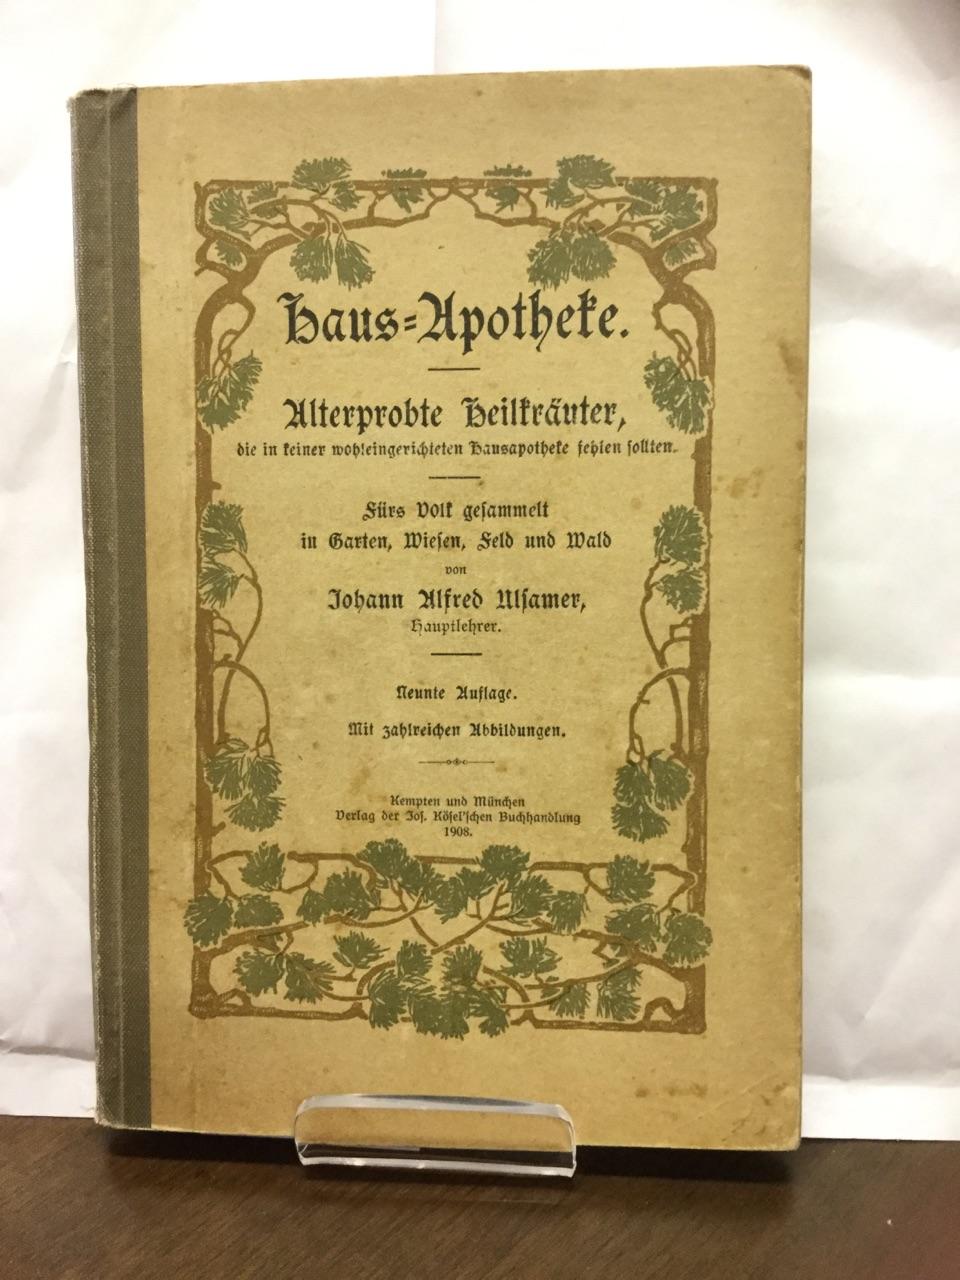 Haus=Apotheke.
Alterprobte Heilkräuter,
die in keiner wohleingerichteten Hausapotheke fehlen sollten.
Fürs Volk gesammelt
in Garten, Wiesen, Feld und Wald
von
Johann Alfred Ulsamer,
Hauptlehrer.
Neunte Auflage.
Mit zahlreichen Abbildungen.
Kempten und München
Verlag der Jos. Kösel'schen Buchhandlung
1908.